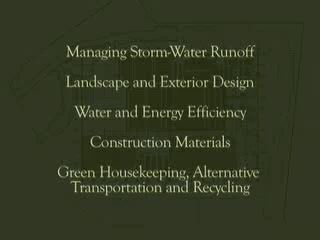 Managing Storm-Water Runoff
Landscape and Exterior Design
Water and Energy Efficiency
Construction Materials
Green Housekeeping, Alternative
Transportation and Recycling